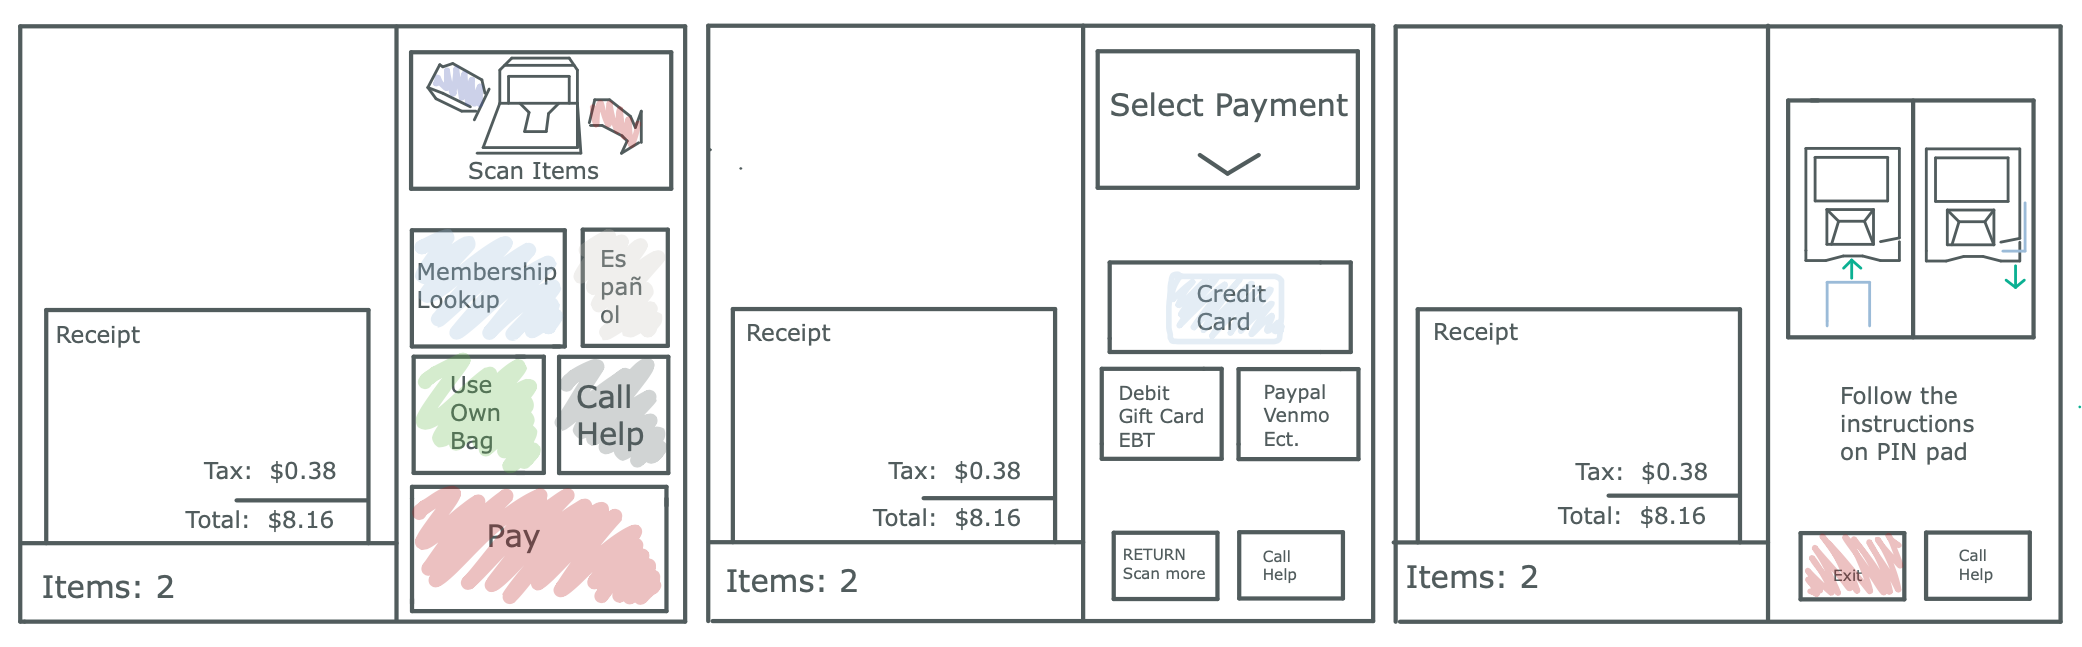 Scan Items
Membership
Lookup
Es
pañ
ol
Use
Own
Bag
Call
Help
Pay
Receipt
Tax: $0.38
Total: $8.16
Items: 2
Select Payment
Credit
Card
Debit
Gift Card
EBT
Paypal
Venmo
Ect.
RETURN
Scan more
Call
Help
Receipt
Tax: $0.38
Total: $8.16
Items: 2
Follow the
instructions
on PIN pad
Exit
Call
Help
Receipt
Tax: $0.38
Total: $8.16
Items: 2